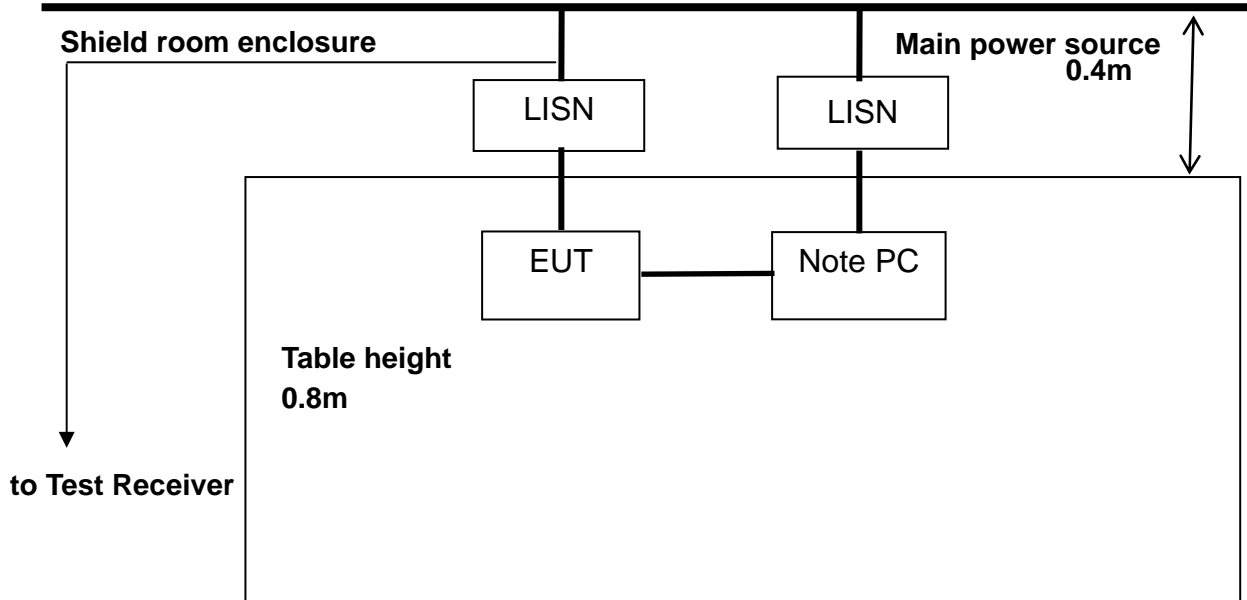 Shield room enclosure
Main power source
0.4m
LISN
LISN
EUT
Note PC
Table height
0.8m
to Test Receiver